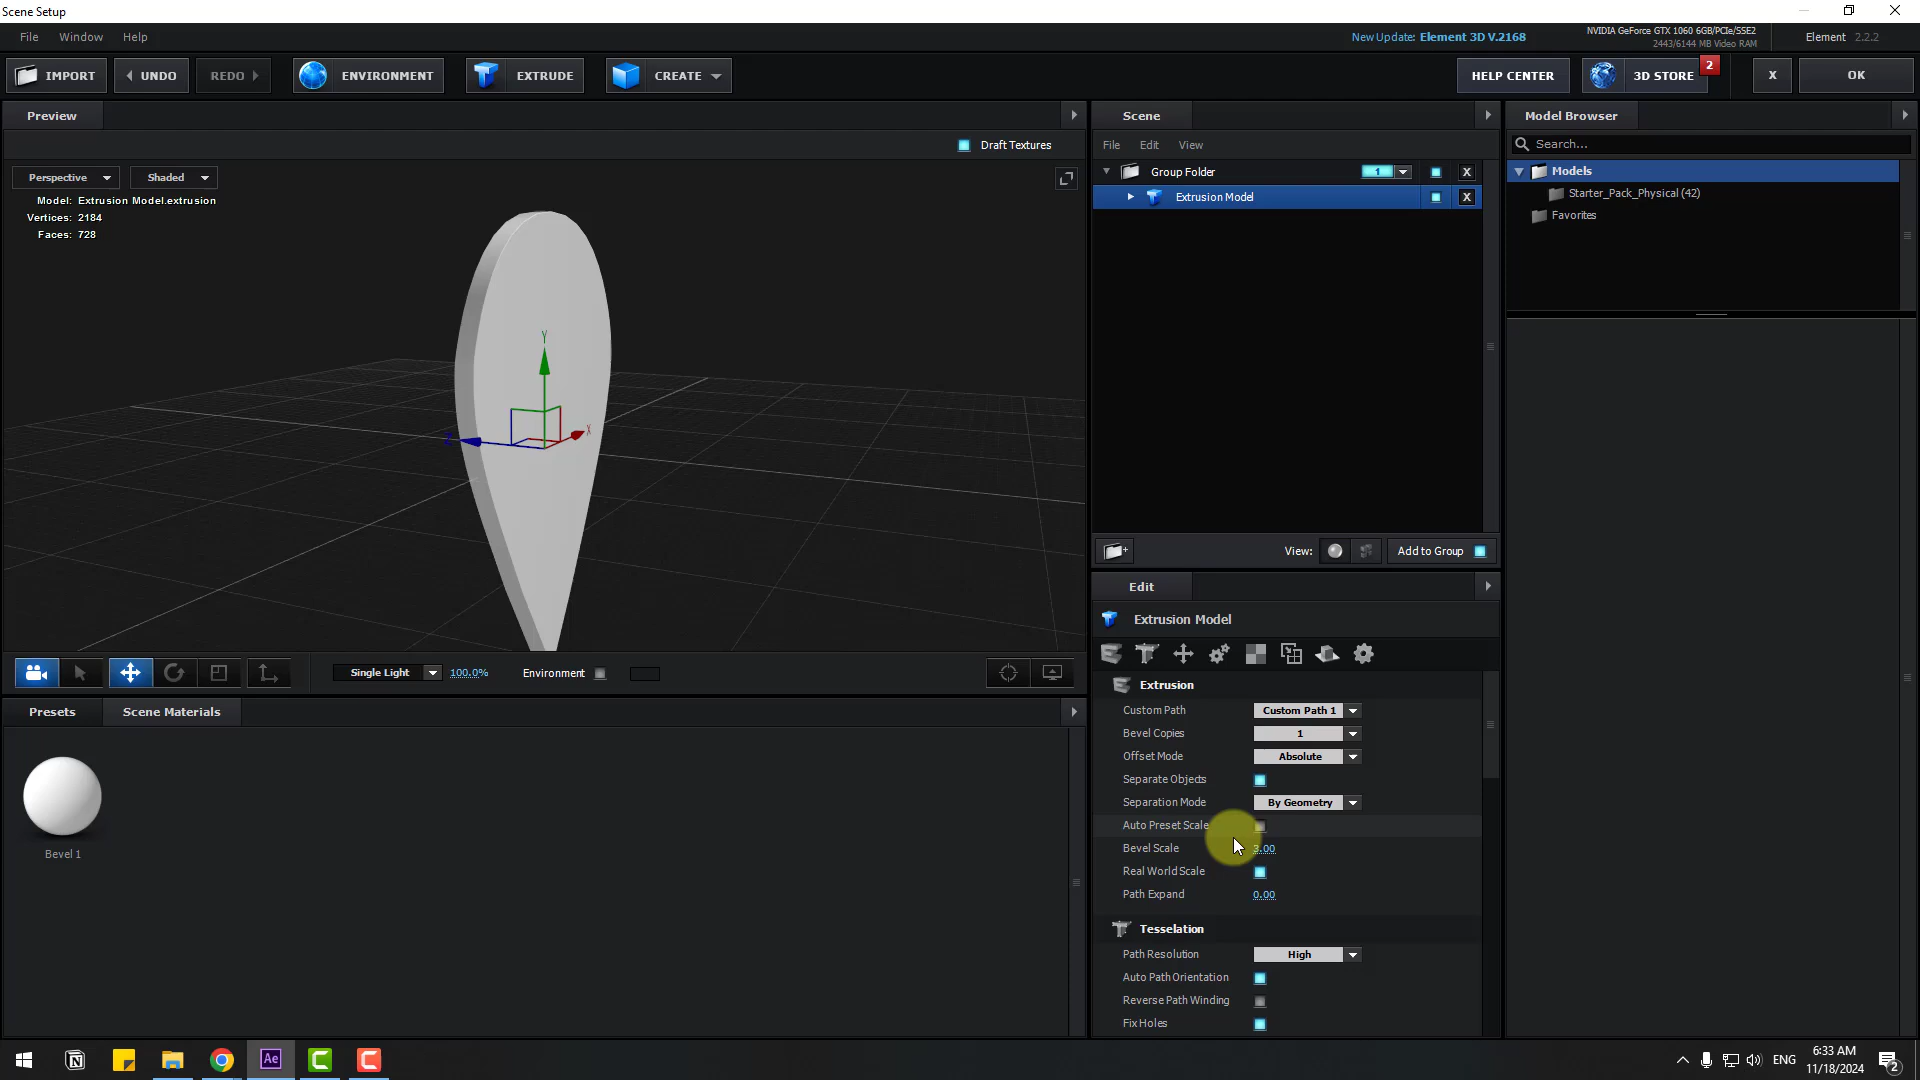 Scene Setup
File Window Help
New Update: Element 3D V.2168
NVIDIA GeForce GTX 1060 6GB/PCIe/SSE2
2443/6144 MB Video RAM
Element 2.2.2
IMPORT UNDO REDO ENVIRONMENT EXTRUDE CREATE HELP CENTER 3D STORE 2 X OK
Preview
Draft Textures
Perspective Shaded
Model: Extrusion Model.extrusion
Vertices: 2184
Faces: 728
Y
X
Z
Single Light 100.0% Environment
Presets Scene Materials
Bevel 1
Scene
File Edit View
Group Folder 1 X
Extrusion Model X
View: Add to Group
Edit
Extrusion Model
Extrusion
Custom Path Custom Path 1
Bevel Copies 1
Offset Mode Absolute
Separate Objects
Separation Mode By Geometry
Auto Preset Scale
Bevel Scale 3.00
Real World Scale
Path Expand 0.00
Tesselation
Path Resolution High
Auto Path Orientation
Reverse Path Winding
Fix Holes
Model Browser
Search...
Models
Starter_Pack_Physical (42)
Favorites
Ae
ENG
6:33 AM
11/18/2024
2